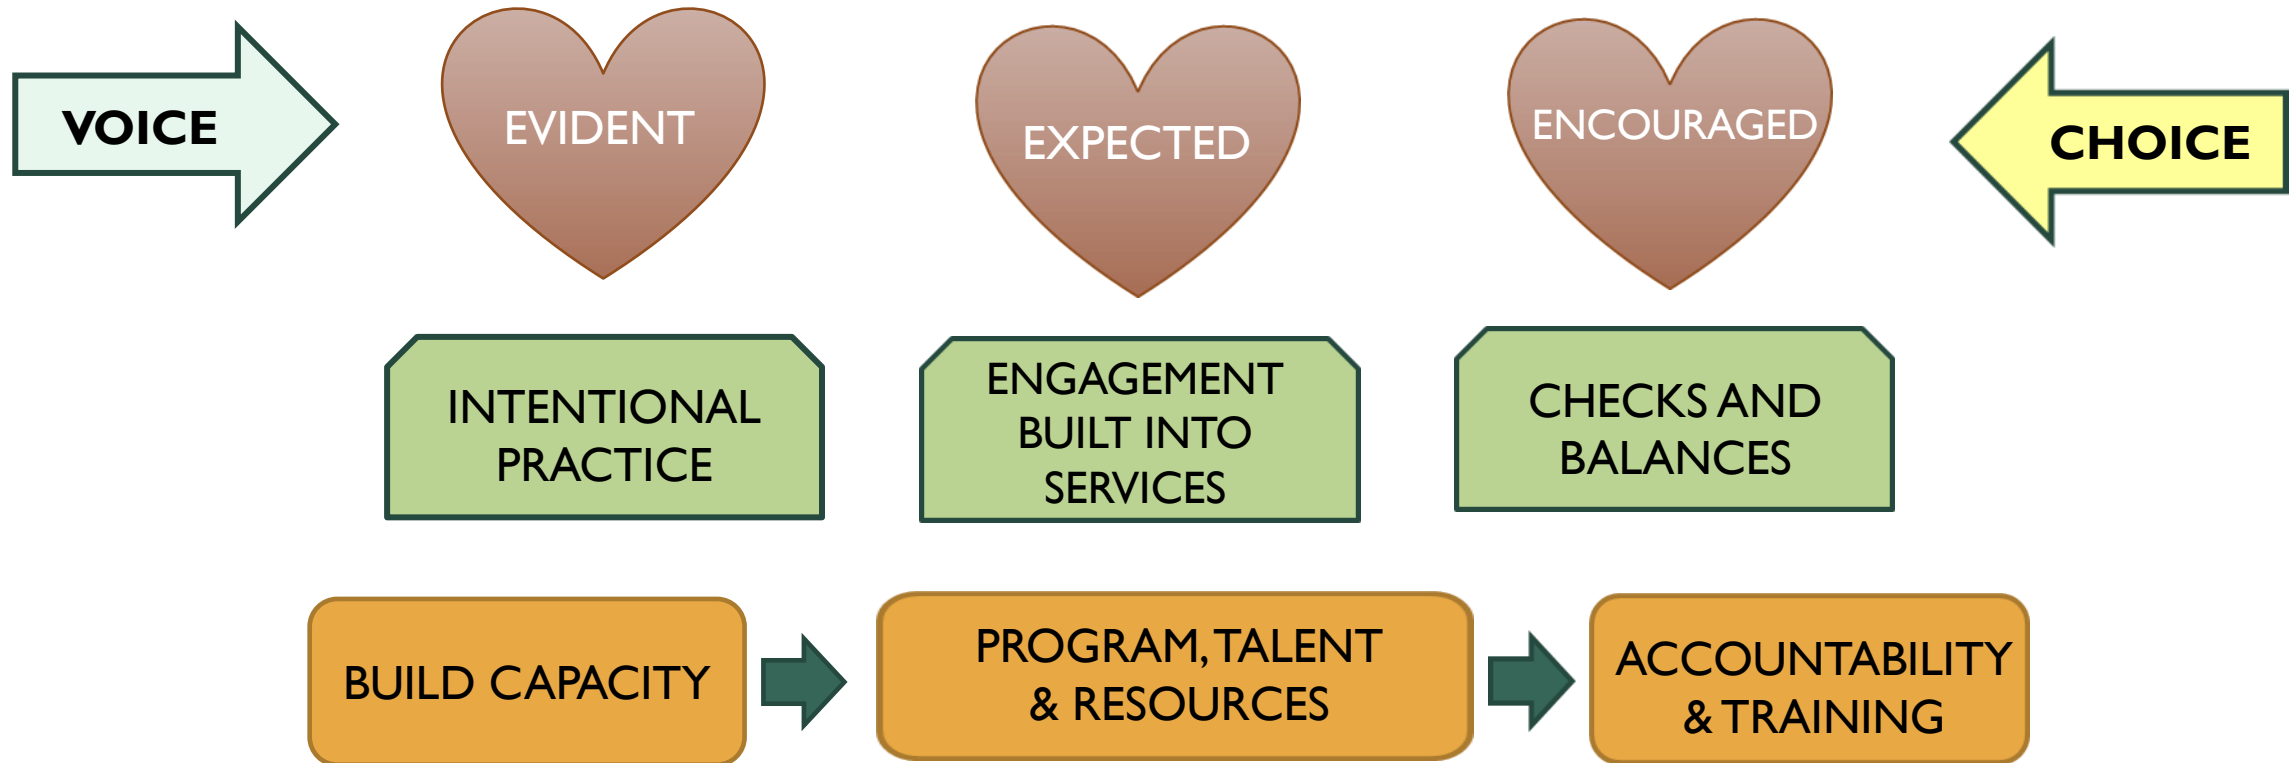 VOICE
EVIDENT
EXPECTED
ENCOURAGED
CHOICE
INTENTIONAL
PRACTICE
ENGAGEMENT
BUILT INTO
SERVICES
CHECKS AND
BALANCES
BUILD CAPACITY
PROGRAM, TALENT
& RESOURCES
ACCOUNTABILITY
& TRAINING